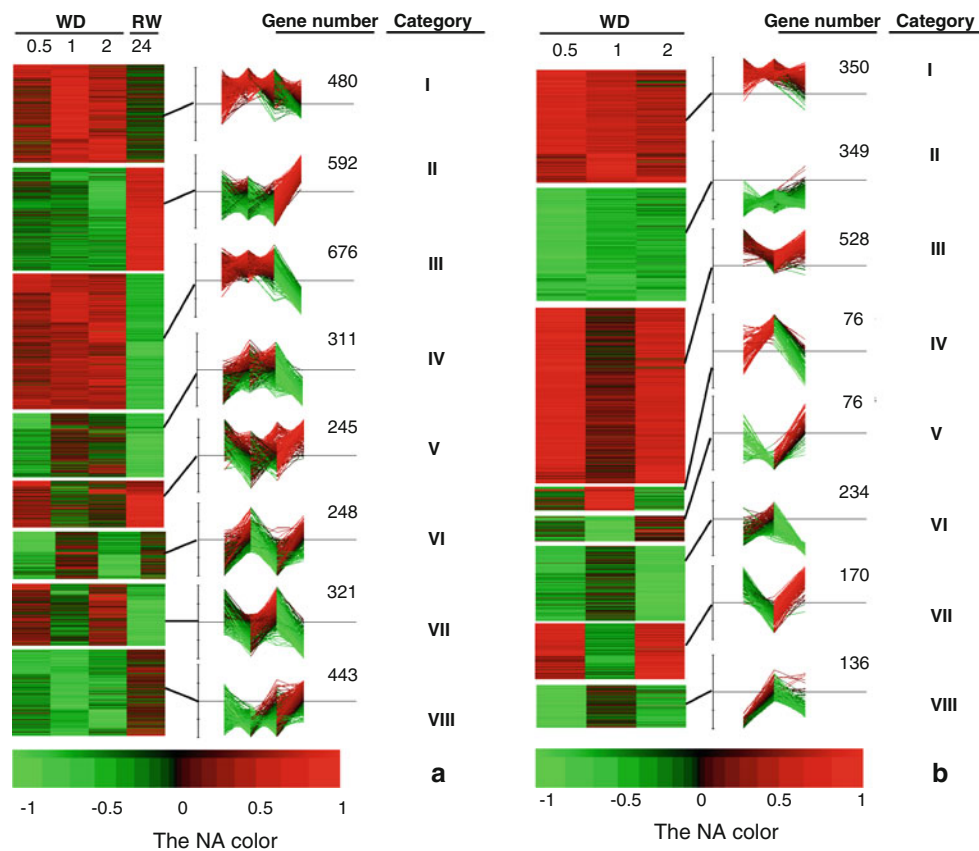 WD RW Gene number Category
0.5 1 2 24
480 I
592 II
676 III
311 IV
245 V
248 VI
321 VII
443 VIII
-1 -0.5 0 0.5 1 a
The NA color
WD Gene number Category
0.5 1 2
350 I
349 II
528 III
76 IV
76 V
234 VI
170 VII
136 VIII
-1 -0.5 0 0.5 1 b
The NA color